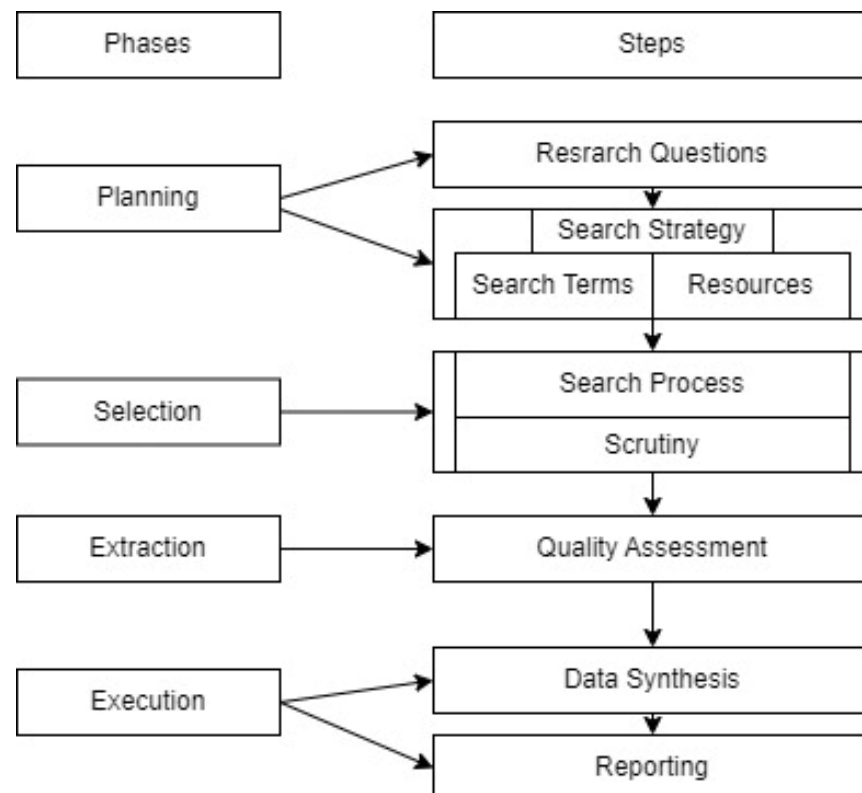 Phases
Steps
Planning
Resrarch Questions
Search Strategy
Search Terms
Resources
Selection
Search Process
Scrutiny
Extraction
Quality Assessment
Execution
Data Synthesis
Reporting